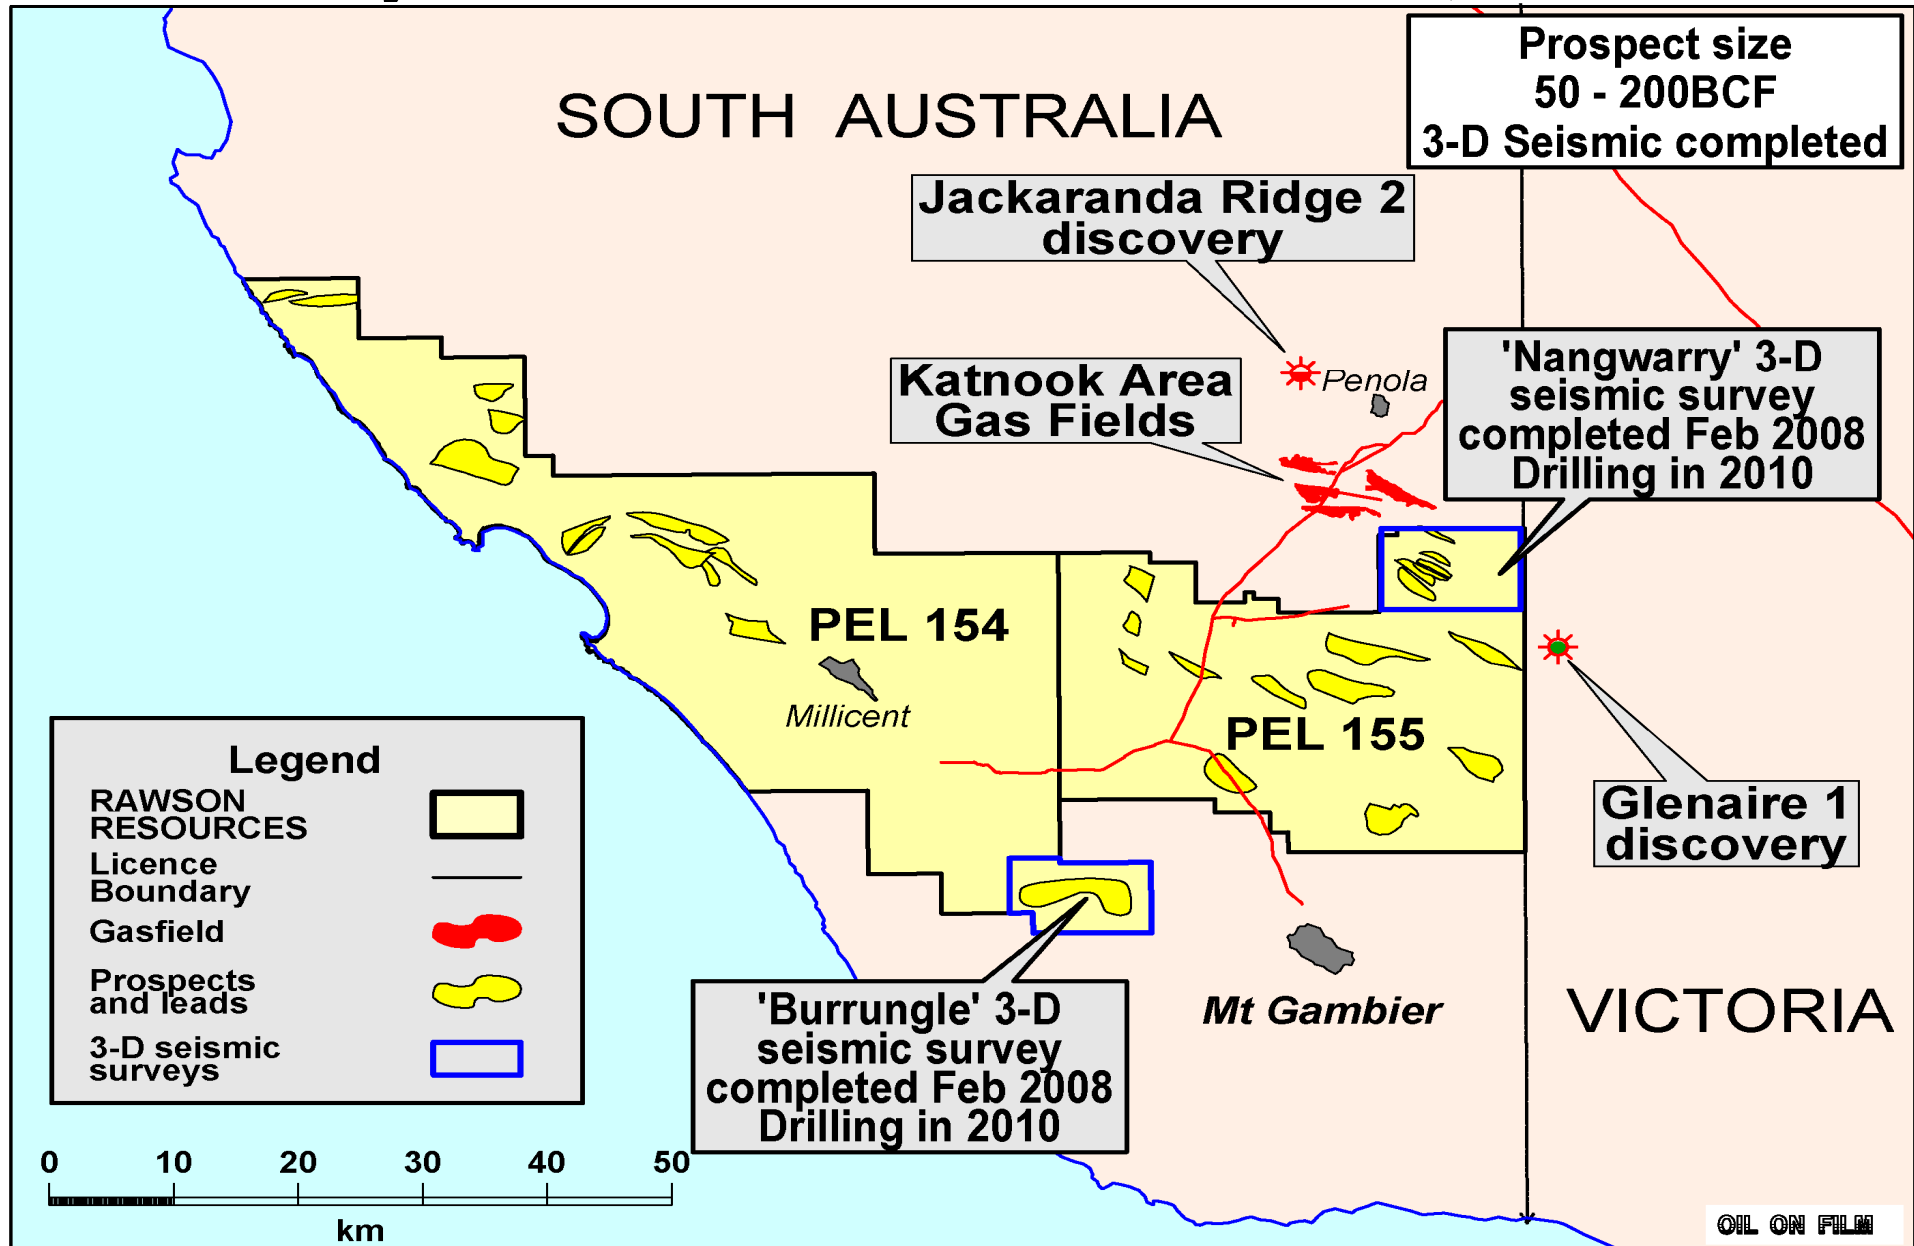 Prospect size
50 - 200BCF
3-D Seismic completed
SOUTH AUSTRALIA
Jackaranda Ridge 2
discovery
'Nangwarry' 3-D
seismic survey
completed Feb 2008
Drilling in 2010
Katnook Area
Gas Fields
Penola
PEL 154
Millicent
PEL 155
Glenaire 1
discovery
Legend
RAWSON
RESOURCES
Licence
Boundary
Gasfield
Prospects
and leads
3-D seismic
surveys
'Burrungle' 3-D
seismic survey
completed Feb 2008
Drilling in 2010
Mt Gambier
VICTORIA
0 10 20 30 40 50
km
OIL ON FILM